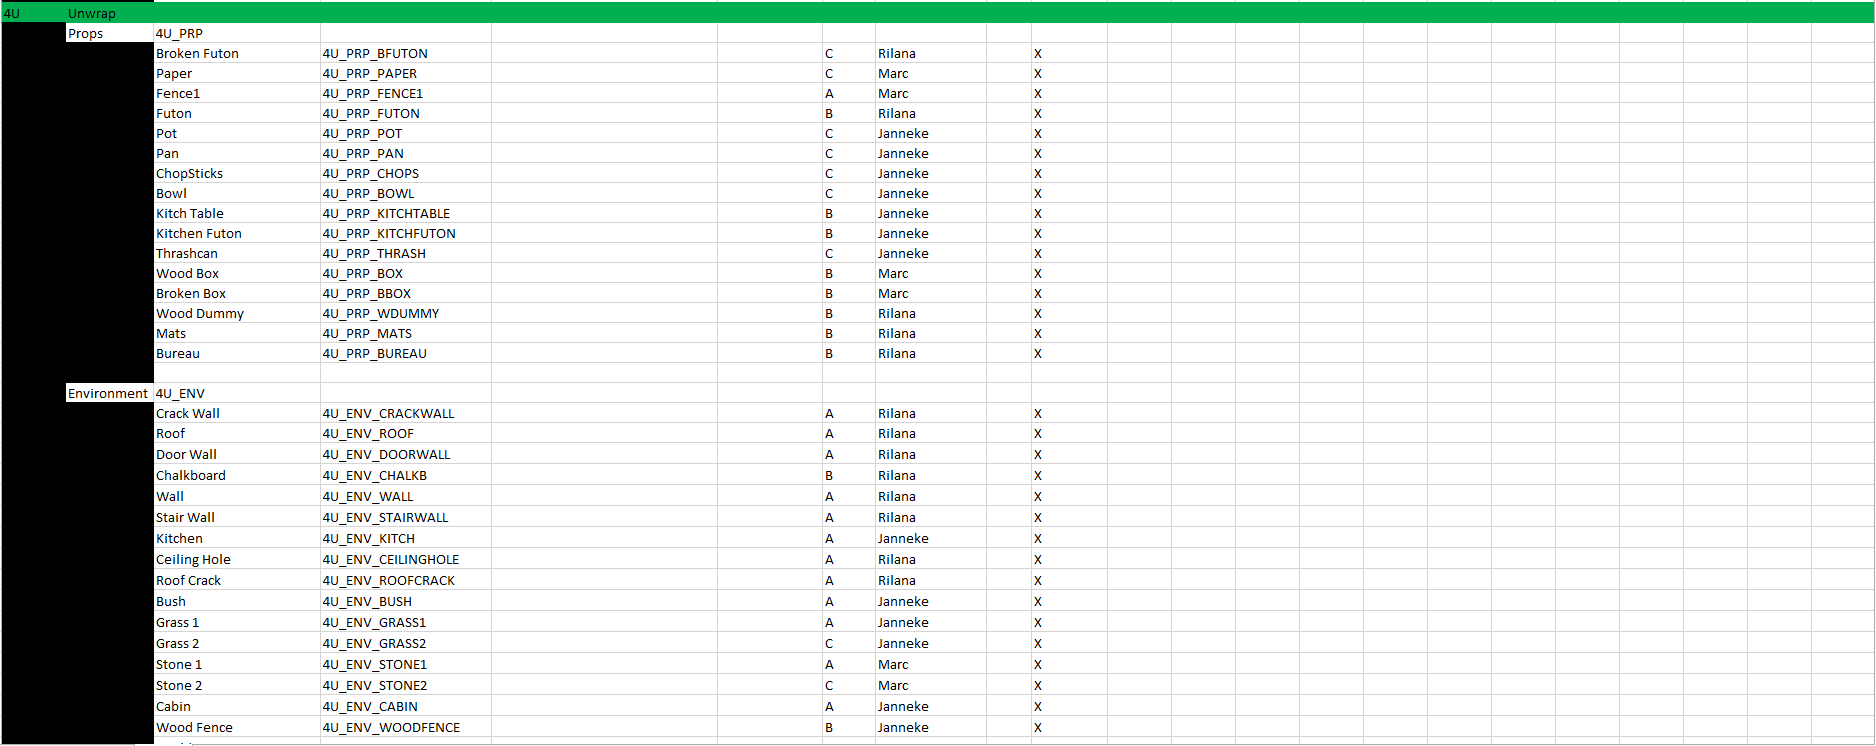 4U Unwrap
Props 4U_PRP
Broken Futon 4U_PRP_BFUTON C Rilana X
Paper 4U_PRP_PAPER C Marc X
Fence1 4U_PRP_FENCE1 A Marc X
Futon 4U_PRP_FUTON B Rilana X
Pot 4U_PRP_POT C Janneke X
Pan 4U_PRP_PAN C Janneke X
ChopSticks 4U_PRP_CHOPS C Janneke X
Bowl 4U_PRP_BOWL C Janneke X
Kitch Table 4U_PRP_KITCHTABLE B Janneke X
Kitchen Futon 4U_PRP_KITCHFUTON B Janneke X
Thrashcan 4U_PRP_THRASH C Janneke X
Wood Box 4U_PRP_BOX B Marc X
Broken Box 4U_PRP_BBOX B Marc X
Wood Dummy 4U_PRP_WDUMMY B Rilana X
Mats 4U_PRP_MATS B Rilana X
Bureau 4U_PRP_BUREAU B Rilana X
Environment 4U_ENV
Crack Wall 4U_ENV_CRACKWALL A Rilana X
Roof 4U_ENV_ROOF A Rilana X
Door Wall 4U_ENV_DOORWALL A Rilana X
Chalkboard 4U_ENV_CHALKB B Rilana X
Wall 4U_ENV_WALL A Rilana X
Stair Wall 4U_ENV_STAIRWALL A Rilana X
Kitchen 4U_ENV_KITCH A Janneke X
Ceiling Hole 4U_ENV_CEILINGHOLE A Rilana X
Roof Crack 4U_ENV_ROOFCRACK A Rilana X
Bush 4U_ENV_BUSH A Janneke X
Grass 1 4U_ENV_GRASS1 A Janneke X
Grass 2 4U_ENV_GRASS2 C Janneke X
Stone 1 4U_ENV_STONE1 A Marc X
Stone 2 4U_ENV_STONE2 C Marc X
Cabin 4U_ENV_CABIN A Janneke X
Wood Fence 4U_ENV_WOODFENCE B Janneke X